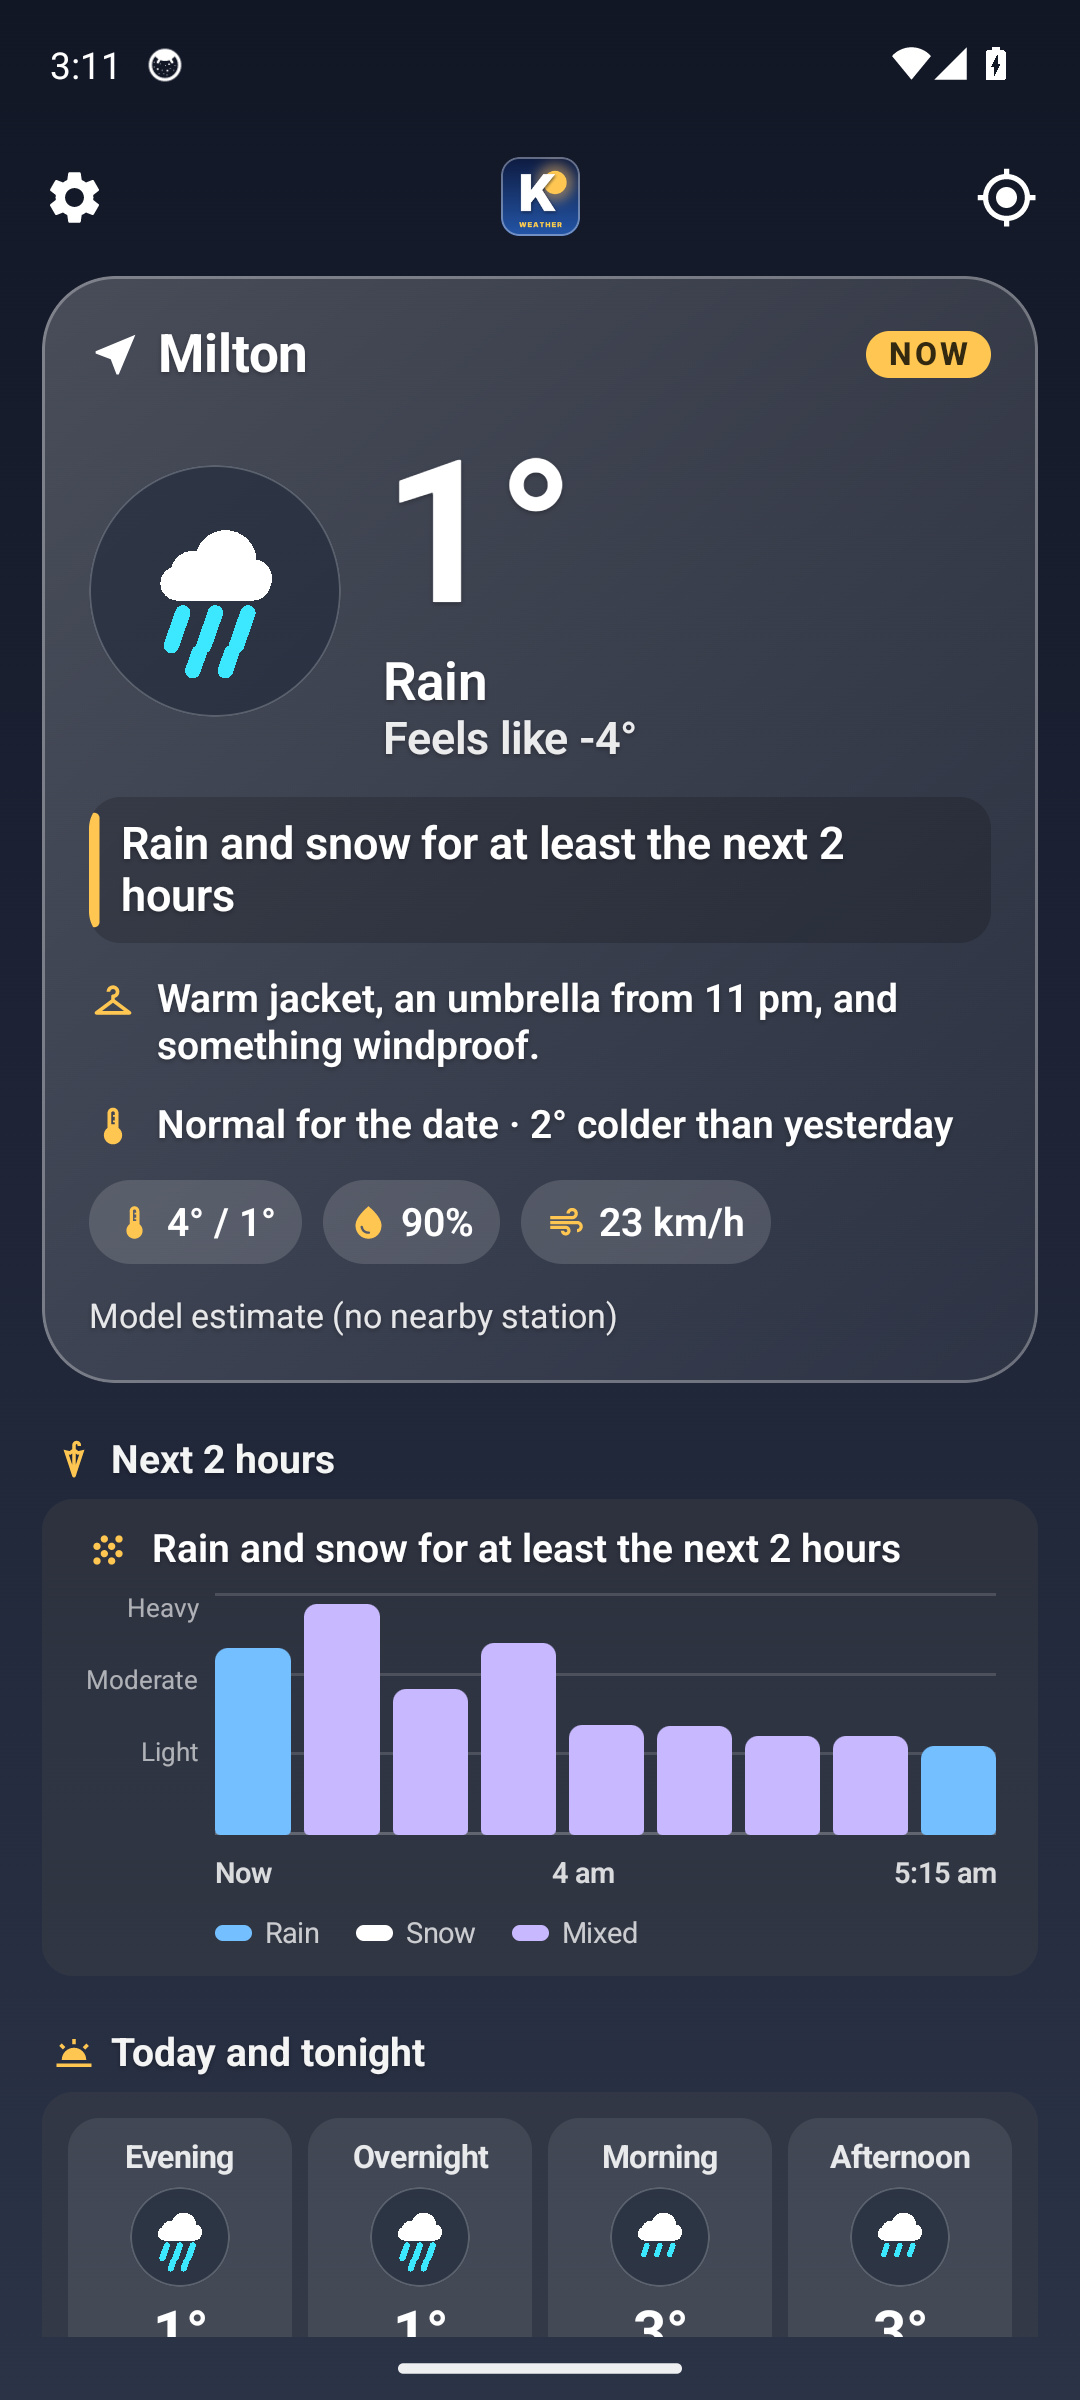 3:11
K
WEATHER
Milton
NOW
1°
Rain
Feels like -4°
Rain and snow for at least the next 2
hours
Warm jacket, an umbrella from 11 pm, and
something windproof.
Normal for the date · 2° colder than yesterday
4° / 1°
90%
23 km/h
Model estimate (no nearby station)
Next 2 hours
Rain and snow for at least the next 2 hours
Heavy
Moderate
Light
Now
4 am
5:15 am
Rain
Snow
Mixed
Today and tonight
Evening
Overnight
Morning
Afternoon
1°
1°
3°
3°